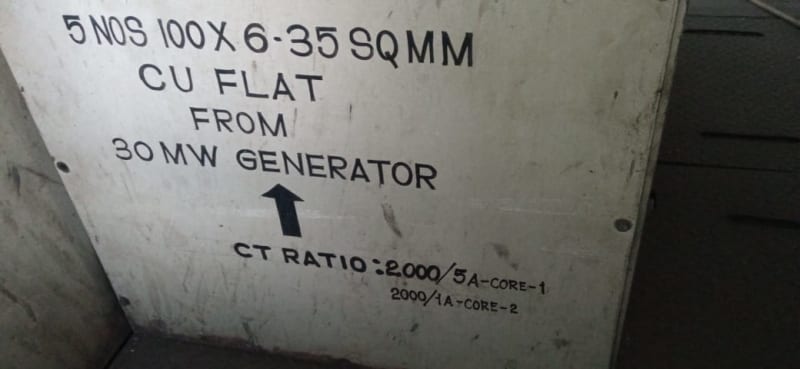 5 NOS 100 X 6·35 SQ MM
CU FLAT
FROM
30 MW GENERATOR
CT RATIO:2000/5A-CORE-1
2000/1A-CORE-2